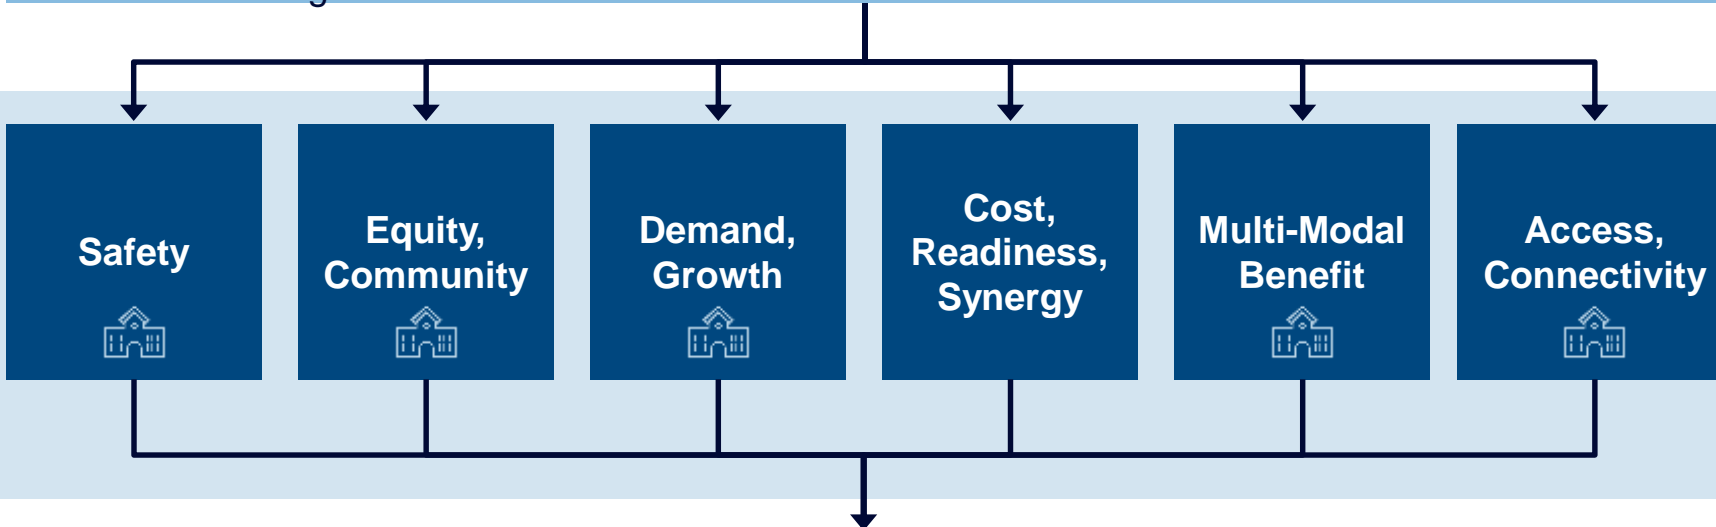 Safety
Equity,
Community
Demand,
Growth
Cost,
Readiness,
Synergy
Multi-Modal
Benefit
Access,
Connectivity